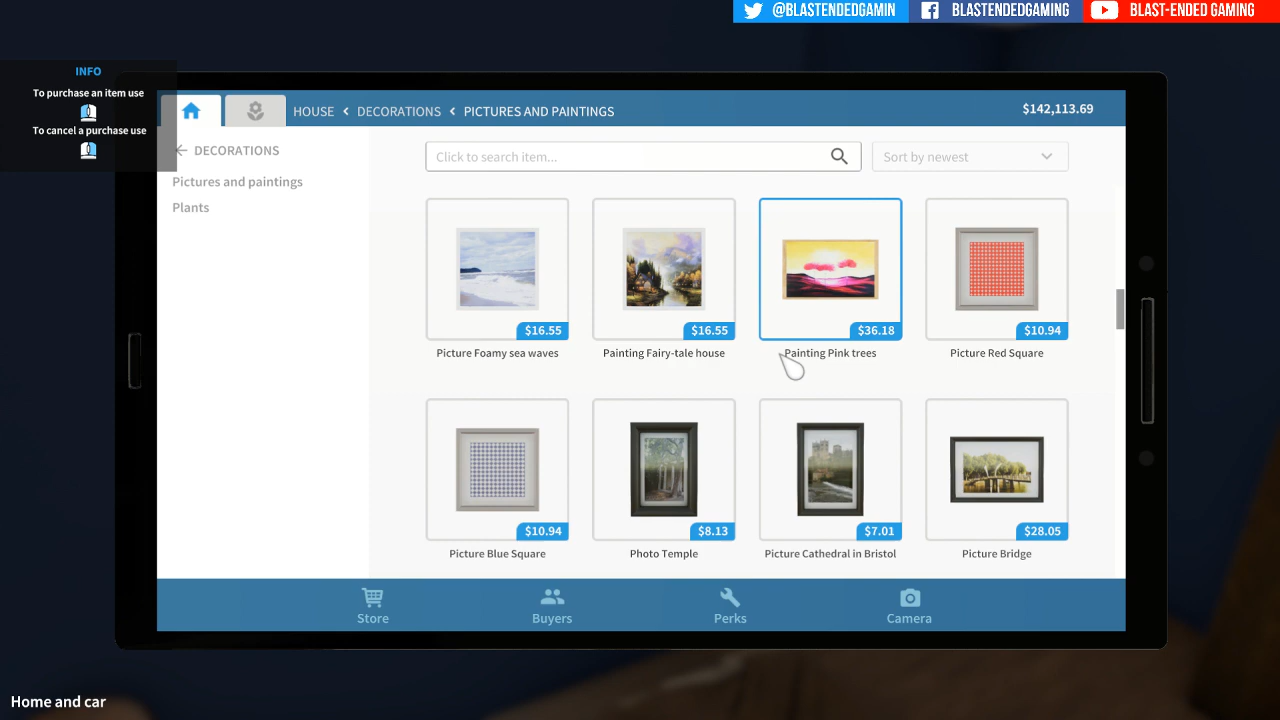 @BLASTENDEDGAMIN
BLASTENDEDGAMING
BLAST-ENDED GAMING
INFO
To purchase an item use
To cancel a purchase use
HOUSE < DECORATIONS < PICTURES AND PAINTINGS
$142,113.69
DECORATIONS
Pictures and paintings
Plants
Click to search item...
Sort by newest
$16.55
$16.55
$36.18
$10.94
Picture Foamy sea waves
Painting Fairy-tale house
Painting Pink trees
Picture Red Square
$10.94
$8.13
$7.01
$28.05
Picture Blue Square
Photo Temple
Picture Cathedral in Bristol
Picture Bridge
Store
Buyers
Perks
Camera
Home and car